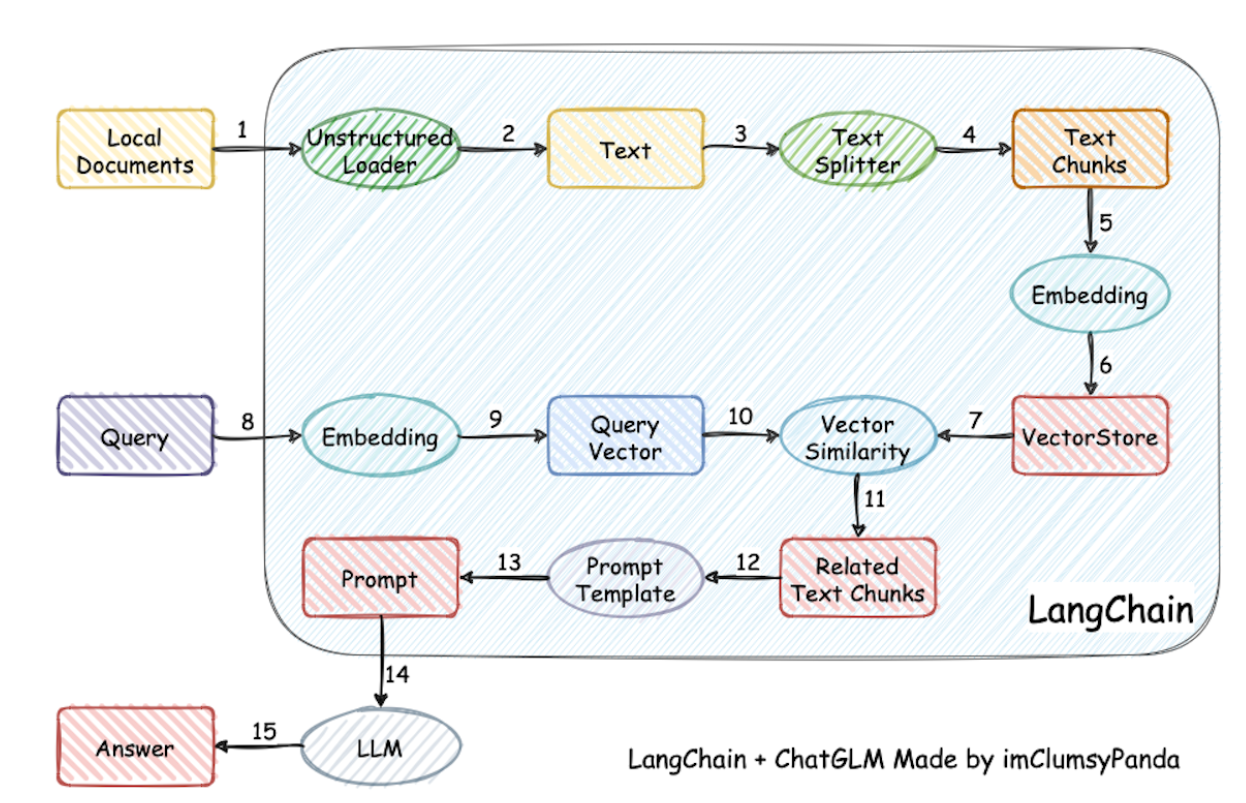 Local
Documents
1
Unstructured
Loader
2
Text
3
Text
Splitter
4
Text
Chunks
5
Embedding
6
Query
8
Embedding
9
Query
Vector
10
Vector
Similarity
7
VectorStore
11
Prompt
13
Prompt
Template
12
Related
Text Chunks
LangChain
14
Answer
15
LLM
LangChain + ChatGLM Made by imClumsyPanda